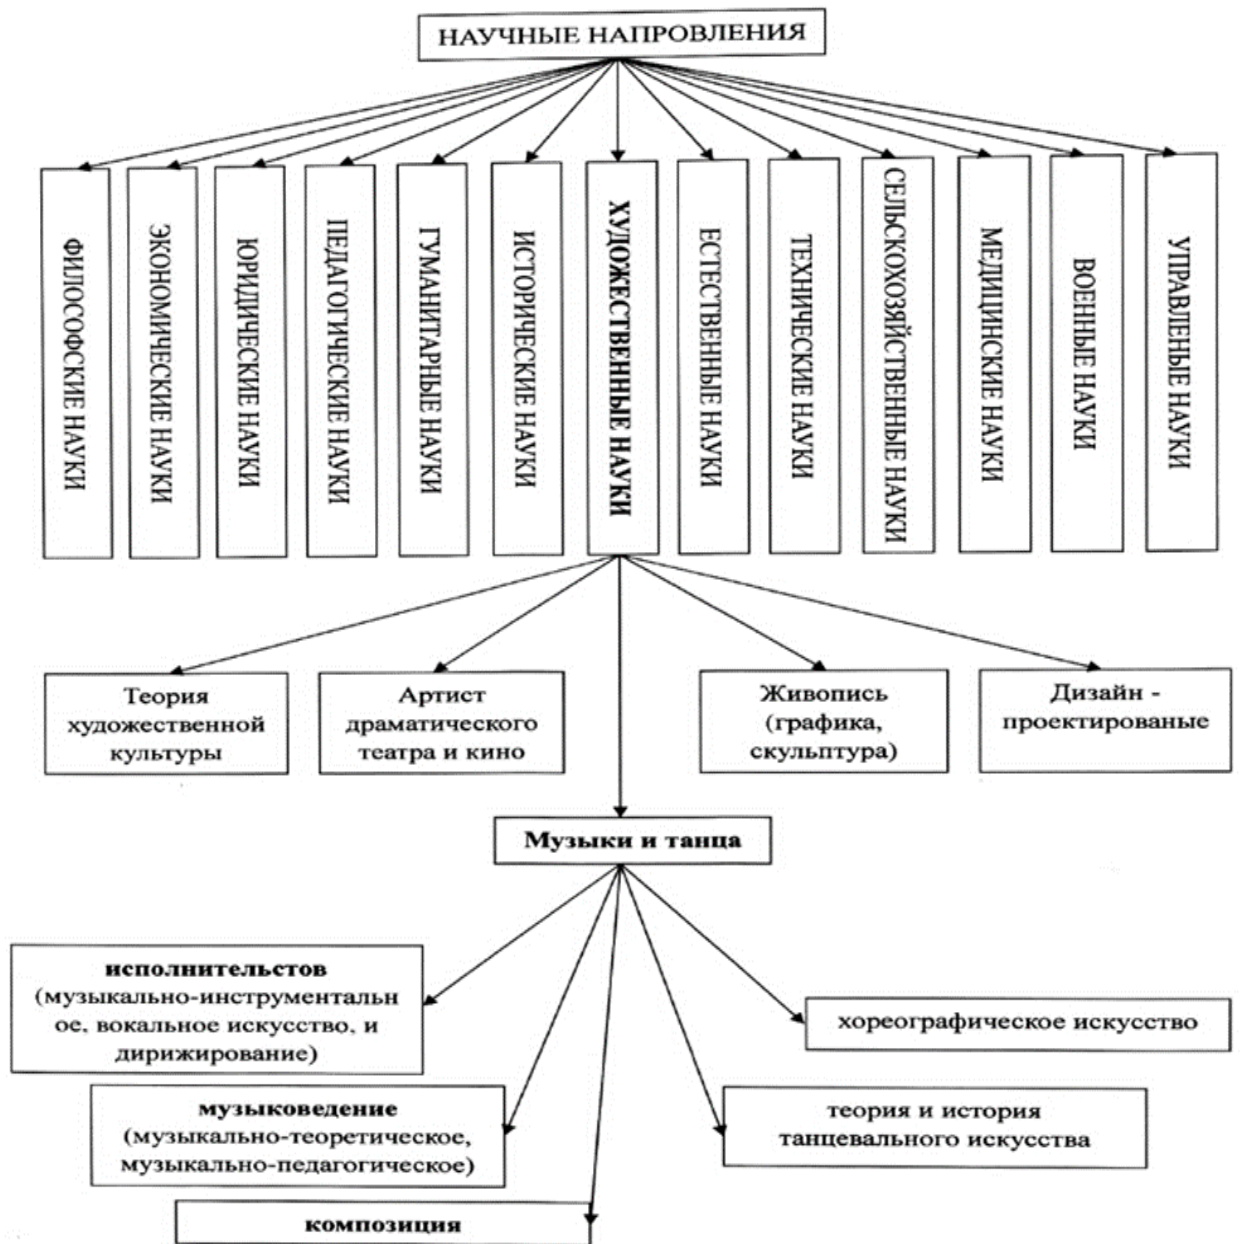 НАУЧНЫЕ НАПРОВЛЕНИЯ
ФИЛОСОФСКИЕ НАУКИ
ЭКОНОМИЧЕСКИЕ НАУКИ
ЮРИДИЧЕСКИЕ НАУКИ
ПЕДАГОГИЧЕСКИЕ НАУКИ
ГУМАНИТАРНЫЕ НАУКИ
ИСТОРИЧЕСКИЕ НАУКИ
ХУДОЖЕСТВЕННЫЕ НАУКИ
ЕСТЕСТВЕННЫЕ НАУКИ
ТЕХНИЧЕСКИЕ НАУКИ
СЕЛЬСКОХОЗЯЙСТВЕННЫЕ НАУКИ
МЕДИЦИНСКИЕ НАУКИ
ВОЕННЫЕ НАУКИ
УПРАВЛЕНЫЕ НАУКИ
Теория
художественной
культуры
Артист
драматического
театра и кино
Живопись
(графика,
скульптура)
Дизайн -
проектированые
Музыки и танца
исполнительстов
(музыкально-инструментальн
ое, вокальное искусство, и
дирижирование)
хореографическое искусство
музыковедение
(музыкально-теоретическое,
музыкально-педагогическое)
теория и история
танцевального искусства
композиция